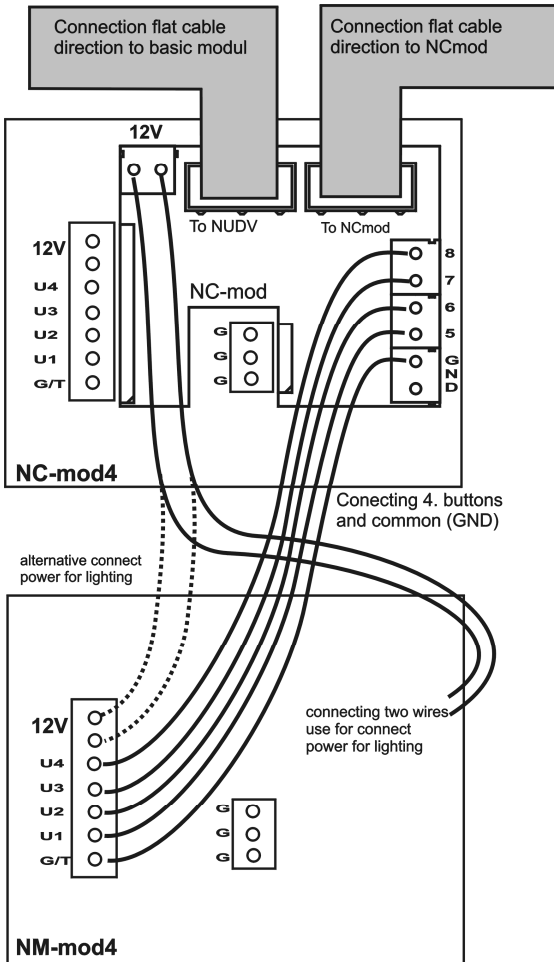 Connection flat cable
direction to basic modul
Connection flat cable
direction to NCmod
12V
To NUDV
To NCmod
12V
U4
U3
U2
U1
G/T
NC-mod
G
G
G
8
7
6
5
G
N
D
NC-mod4
Conecting 4. buttons
and common (GND)
alternative connect
power for lighting
connecting two wires
use for connect
power for lighting
12V
U4
U3
U2
U1
G/T
G
G
G
NM-mod4